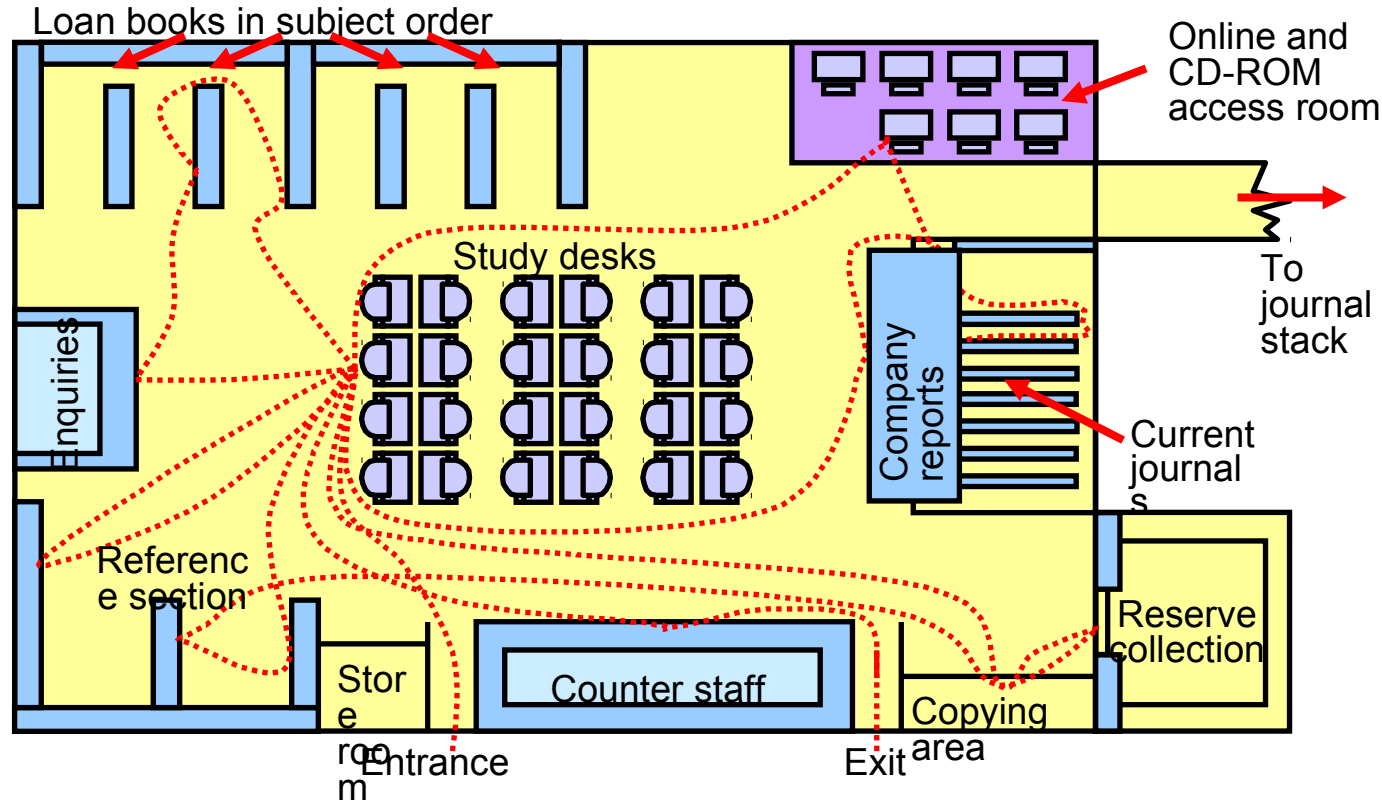 Loan books in subject order
Online and
CD-ROM
access room
Study desks
To
journal
stack
Enquiries
Company
reports
Current
journal
s
Referenc
e section
Reserve
collection
Stor
e
roo
m
Counter staff
Copying
area
Entrance
Exit